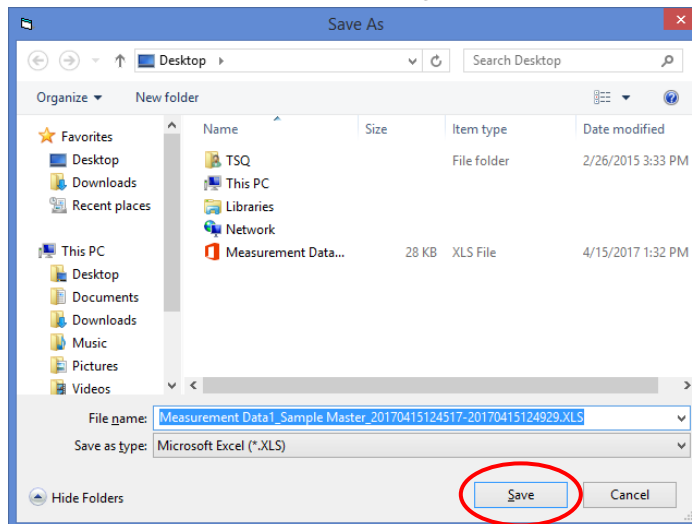 Save As
Desktop
Search Desktop
Organize New folder
Name Size Item type Date modified
Favorites
Desktop
Downloads
Recent places
This PC
Desktop
Documents
Downloads
Music
Pictures
Videos
TSQ File folder 2/26/2015 3:33 PM
This PC
Libraries
Network
Measurement Data... 28 KB XLS File 4/15/2017 1:32 PM
File name: Measurement Data1_Sample Master_20170415124517-20170415124929.XLS
Save as type: Microsoft Excel (*.XLS)
Hide Folders Save Cancel